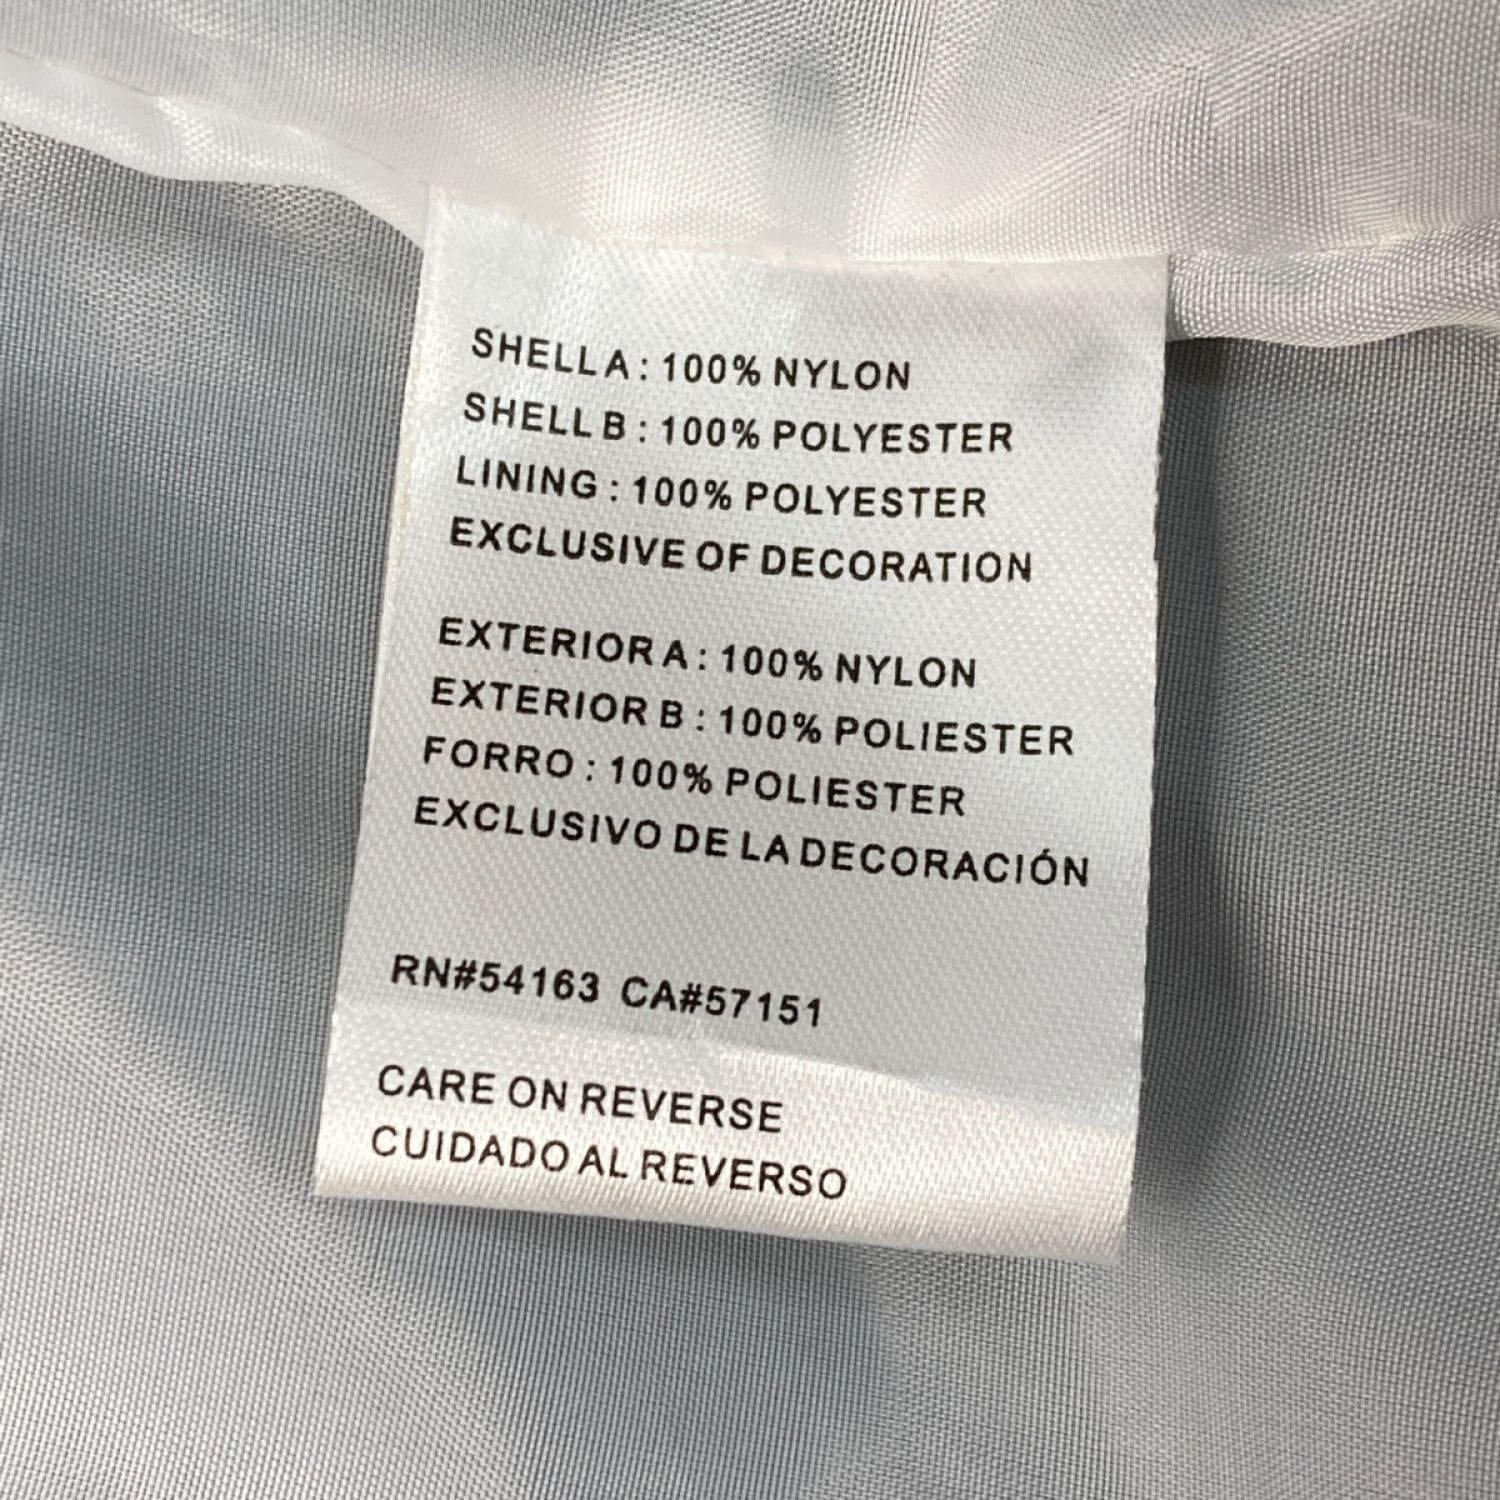 SHELL A : 100% NYLON
SHELL B : 100% POLYESTER
LINING : 100% POLYESTER
EXCLUSIVE OF DECORATION
EXTERIOR A : 100% NYLON
EXTERIOR B : 100% POLIESTER
FORRO : 100% POLIESTER
EXCLUSIVO DE LA DECORACIÓN
RN#54163 CA#57151
CARE ON REVERSE
CUIDADO AL REVERSO